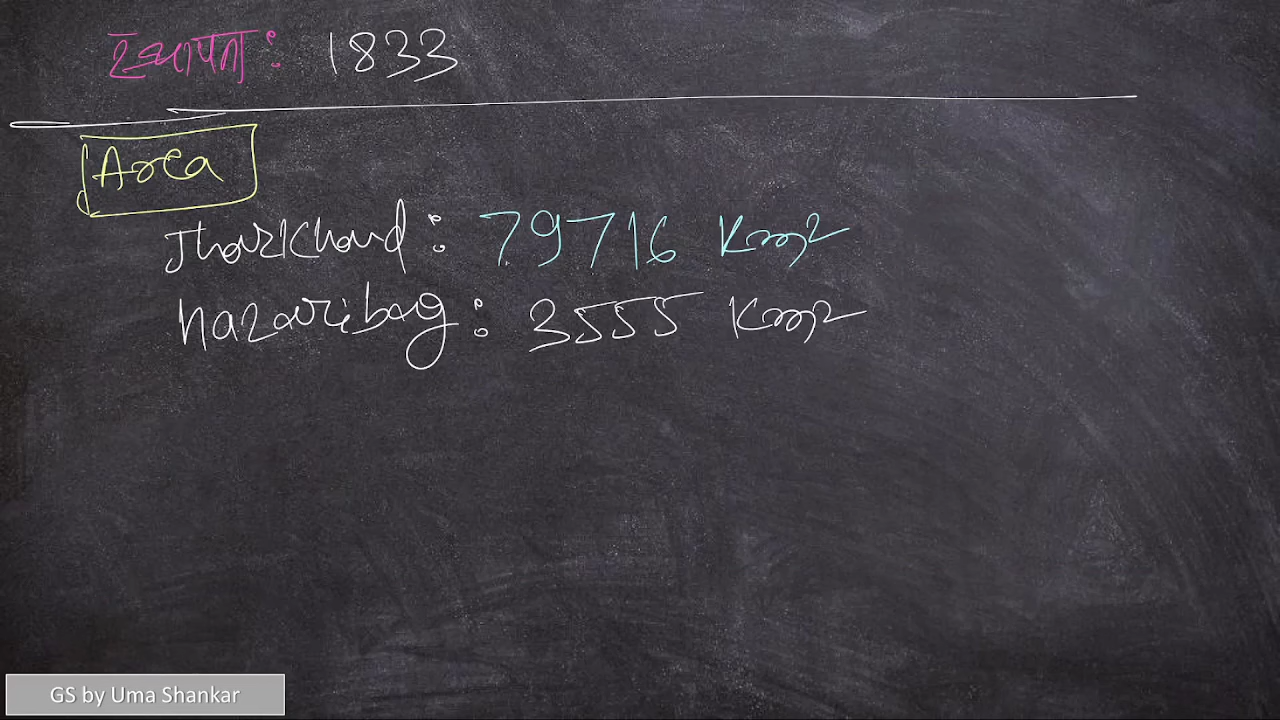 स्थापना: 1833
Area
Jharkhand: 79716 Km²
hazaribag: 3555 Km²
GS by Uma Shankar